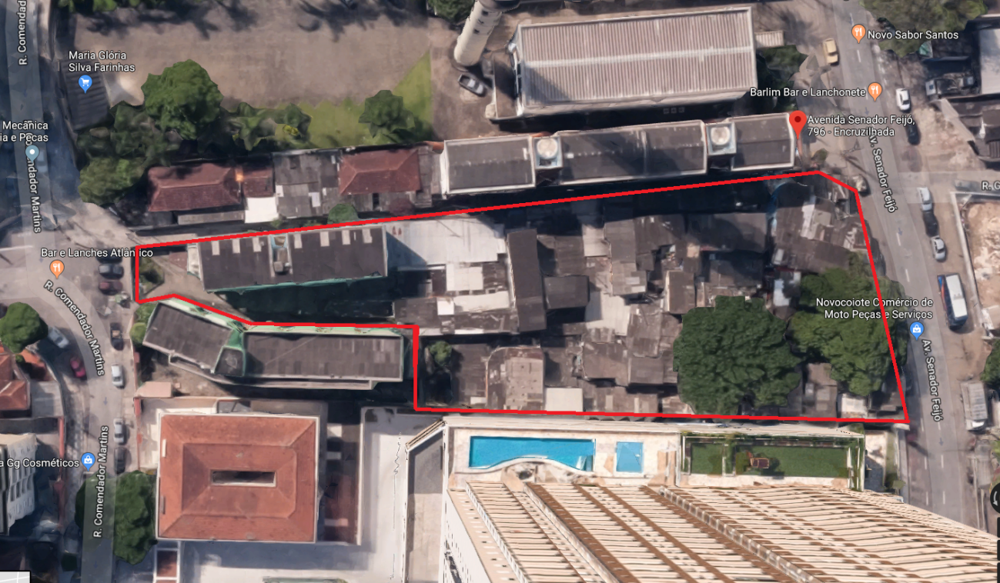 R. Comendad
Maria Glória
Silva Farinhas
Novo Sabor Santos
Barlim Bar e Lanchonete
Avenida Senador Feijó,
796 - Encruzilhada
Mecânica
ia e Peças
ndador Martins
Av. Senador Feijó
R. G
Bar e Lanches Atlântico
R. Comendador Martins
Novocoiote Comércio de
Moto Peças e Serviços
Av. Senador Feijó
a Gg Cosméticos
R. Comendador Martins